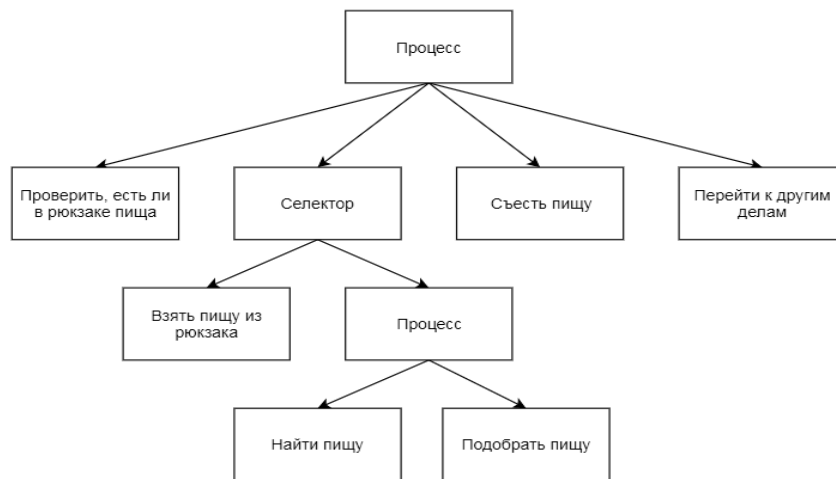 Процесс
Проверить, есть ли
в рюкзаке пища
Селектор
Съесть пищу
Перейти к другим
делам
Взять пищу из
рюкзака
Процесс
Найти пищу
Подобрать пищу